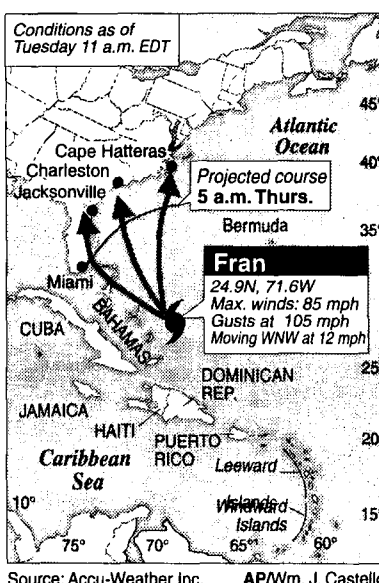 Conditions as of
Tuesday 11 a.m. EDT
45°
Atlantic
Ocean
Cape Hatteras
40°
Charleston
Jacksonville
Projected course
5 a.m. Thurs.
35°
Bermuda
Fran
24.9N, 71.6W
Max. winds: 85 mph
Gusts at 105 mph
Moving WNW at 12 mph
Miami
BAHAMAS
CUBA
25°
DOMINICAN
REP.
JAMAICA
HAITI
PUERTO
RICO
20°
Caribbean
Sea
Leeward
Islands
Windward
Islands
15°
10°
75°
70°
65°
60°
Source: Accu-Weather Inc.
AP/Wm. J. Castello